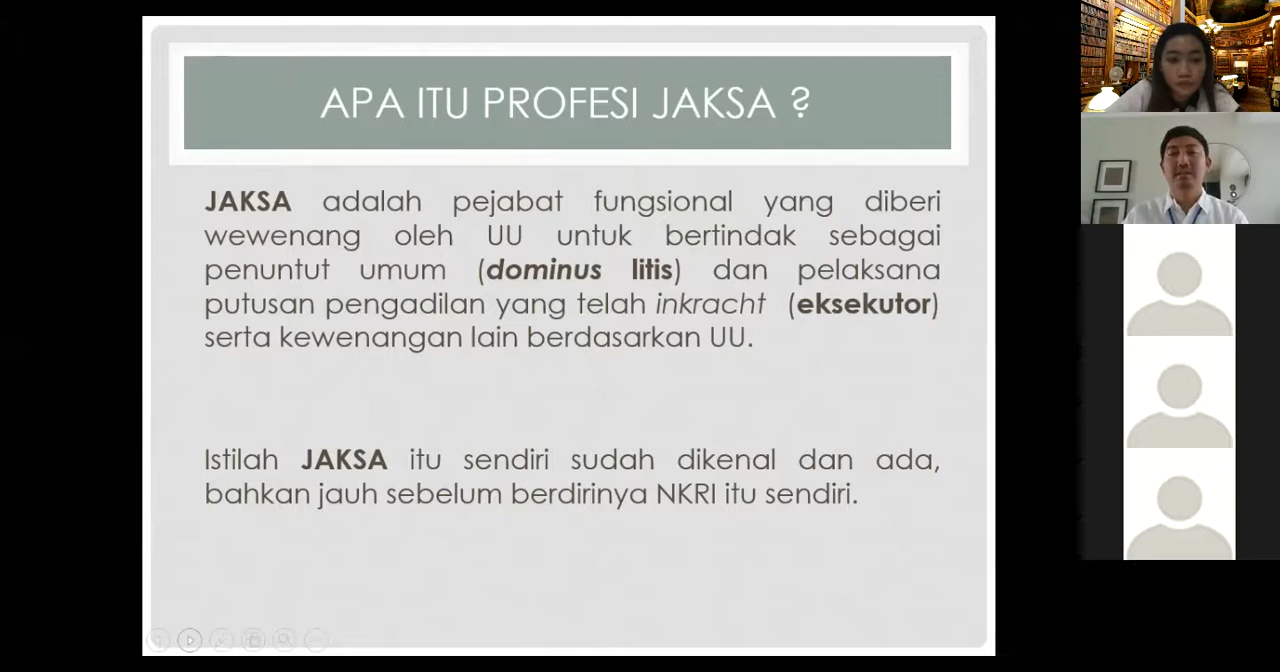 APA ITU PROFESI JAKSA ?
JAKSA adalah pejabat fungsional yang diberi
wewenang oleh UU untuk bertindak sebagai
penuntut umum (dominus litis) dan pelaksana
putusan pengadilan yang telah inkracht (eksekutor)
serta kewenangan lain berdasarkan UU.
Istilah JAKSA itu sendiri sudah dikenal dan ada,
bahkan jauh sebelum berdirinya NKRI itu sendiri.